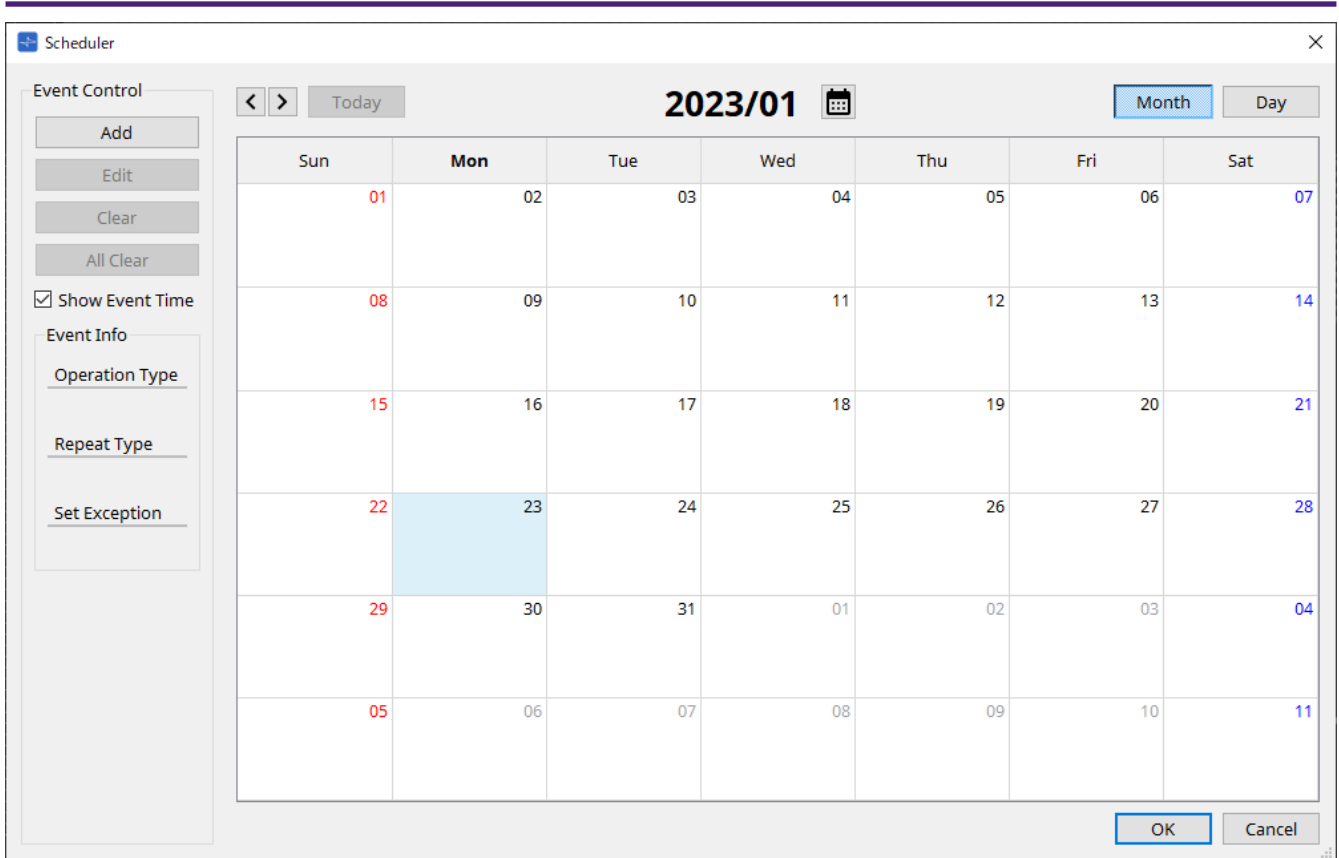 Scheduler
Event Control
Add
Edit
Clear
All Clear
Show Event Time
Event Info
Operation Type
Repeat Type
Set Exception
Today 2023/01 Month Day
Sun Mon Tue Wed Thu Fri Sat
01 02 03 04 05 06 07
08 09 10 11 12 13 14
15 16 17 18 19 20 21
22 23 24 25 26 27 28
29 30 31 01 02 03 04
05 06 07 08 09 10 11
OK Cancel